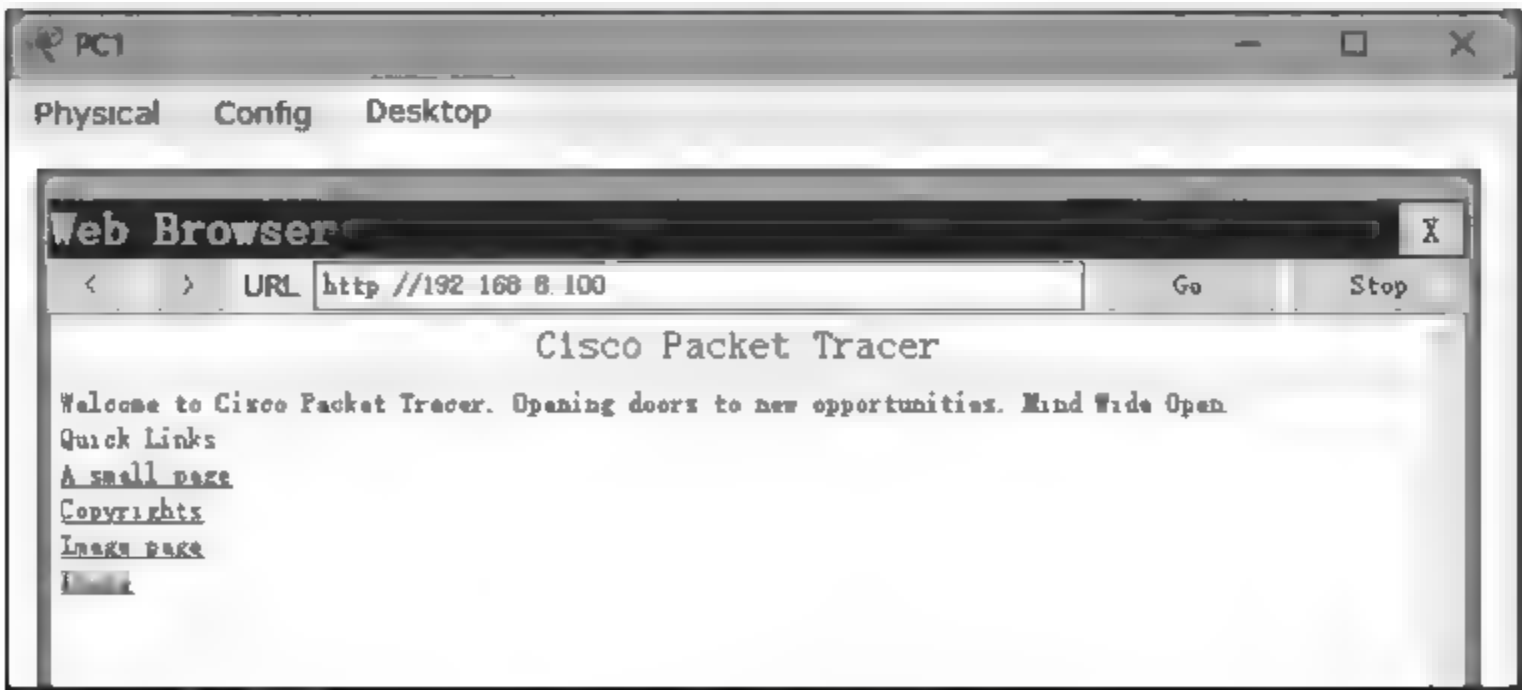 PC1
Physical Config Desktop
Web Browser
X
< > URL http //192 168 8.100 Go Stop
Cisco Packet Tracer
Welcome to Cisco Packet Tracer. Opening doors to new opportunities. Mind Wide Open
Quick Links
A small page
Copyrights
Image page